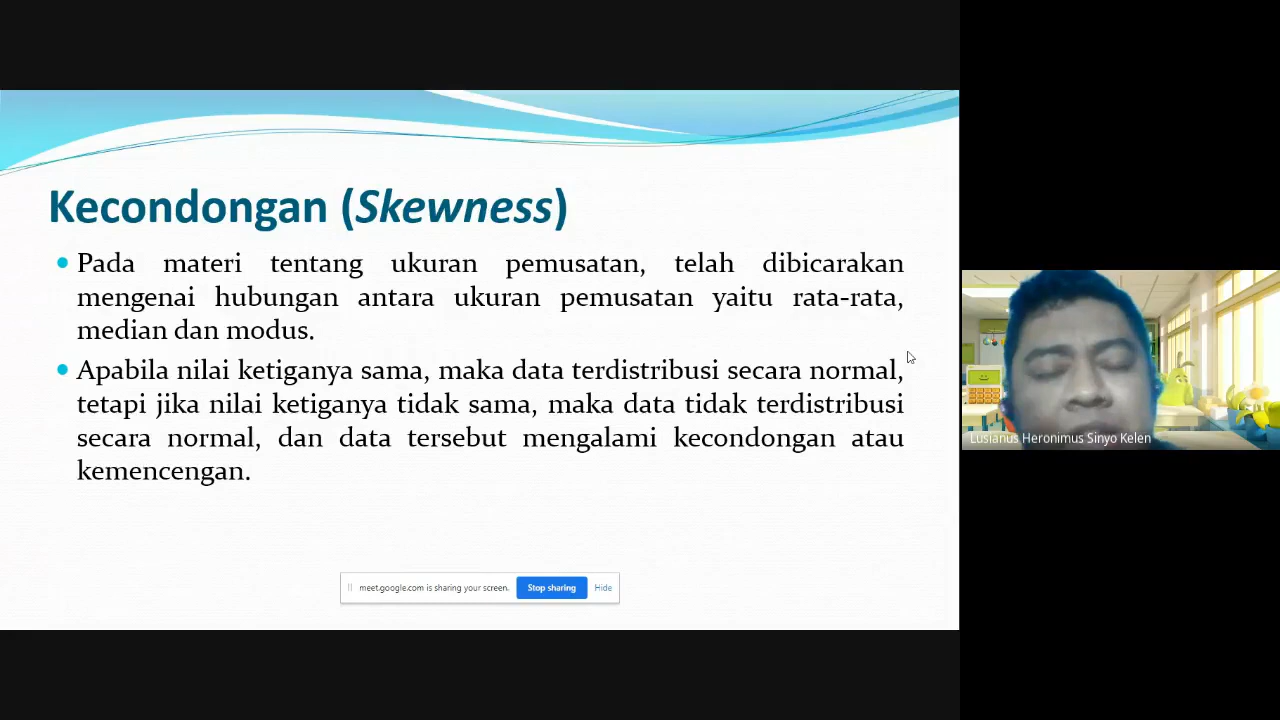 Kecondongan (Skewness)
• Pada materi tentang ukuran pemusatan, telah dibicarakan
mengenai hubungan antara ukuran pemusatan yaitu rata-rata,
median dan modus.
• Apabila nilai ketiganya sama, maka data terdistribusi secara normal,
tetapi jika nilai ketiganya tidak sama, maka data tidak terdistribusi
secara normal, dan data tersebut mengalami kecondongan atau
kemencengan.
meet.google.com is sharing your screen. Stop sharing Hide
Lusianus Heronimus Sinyo Kelen